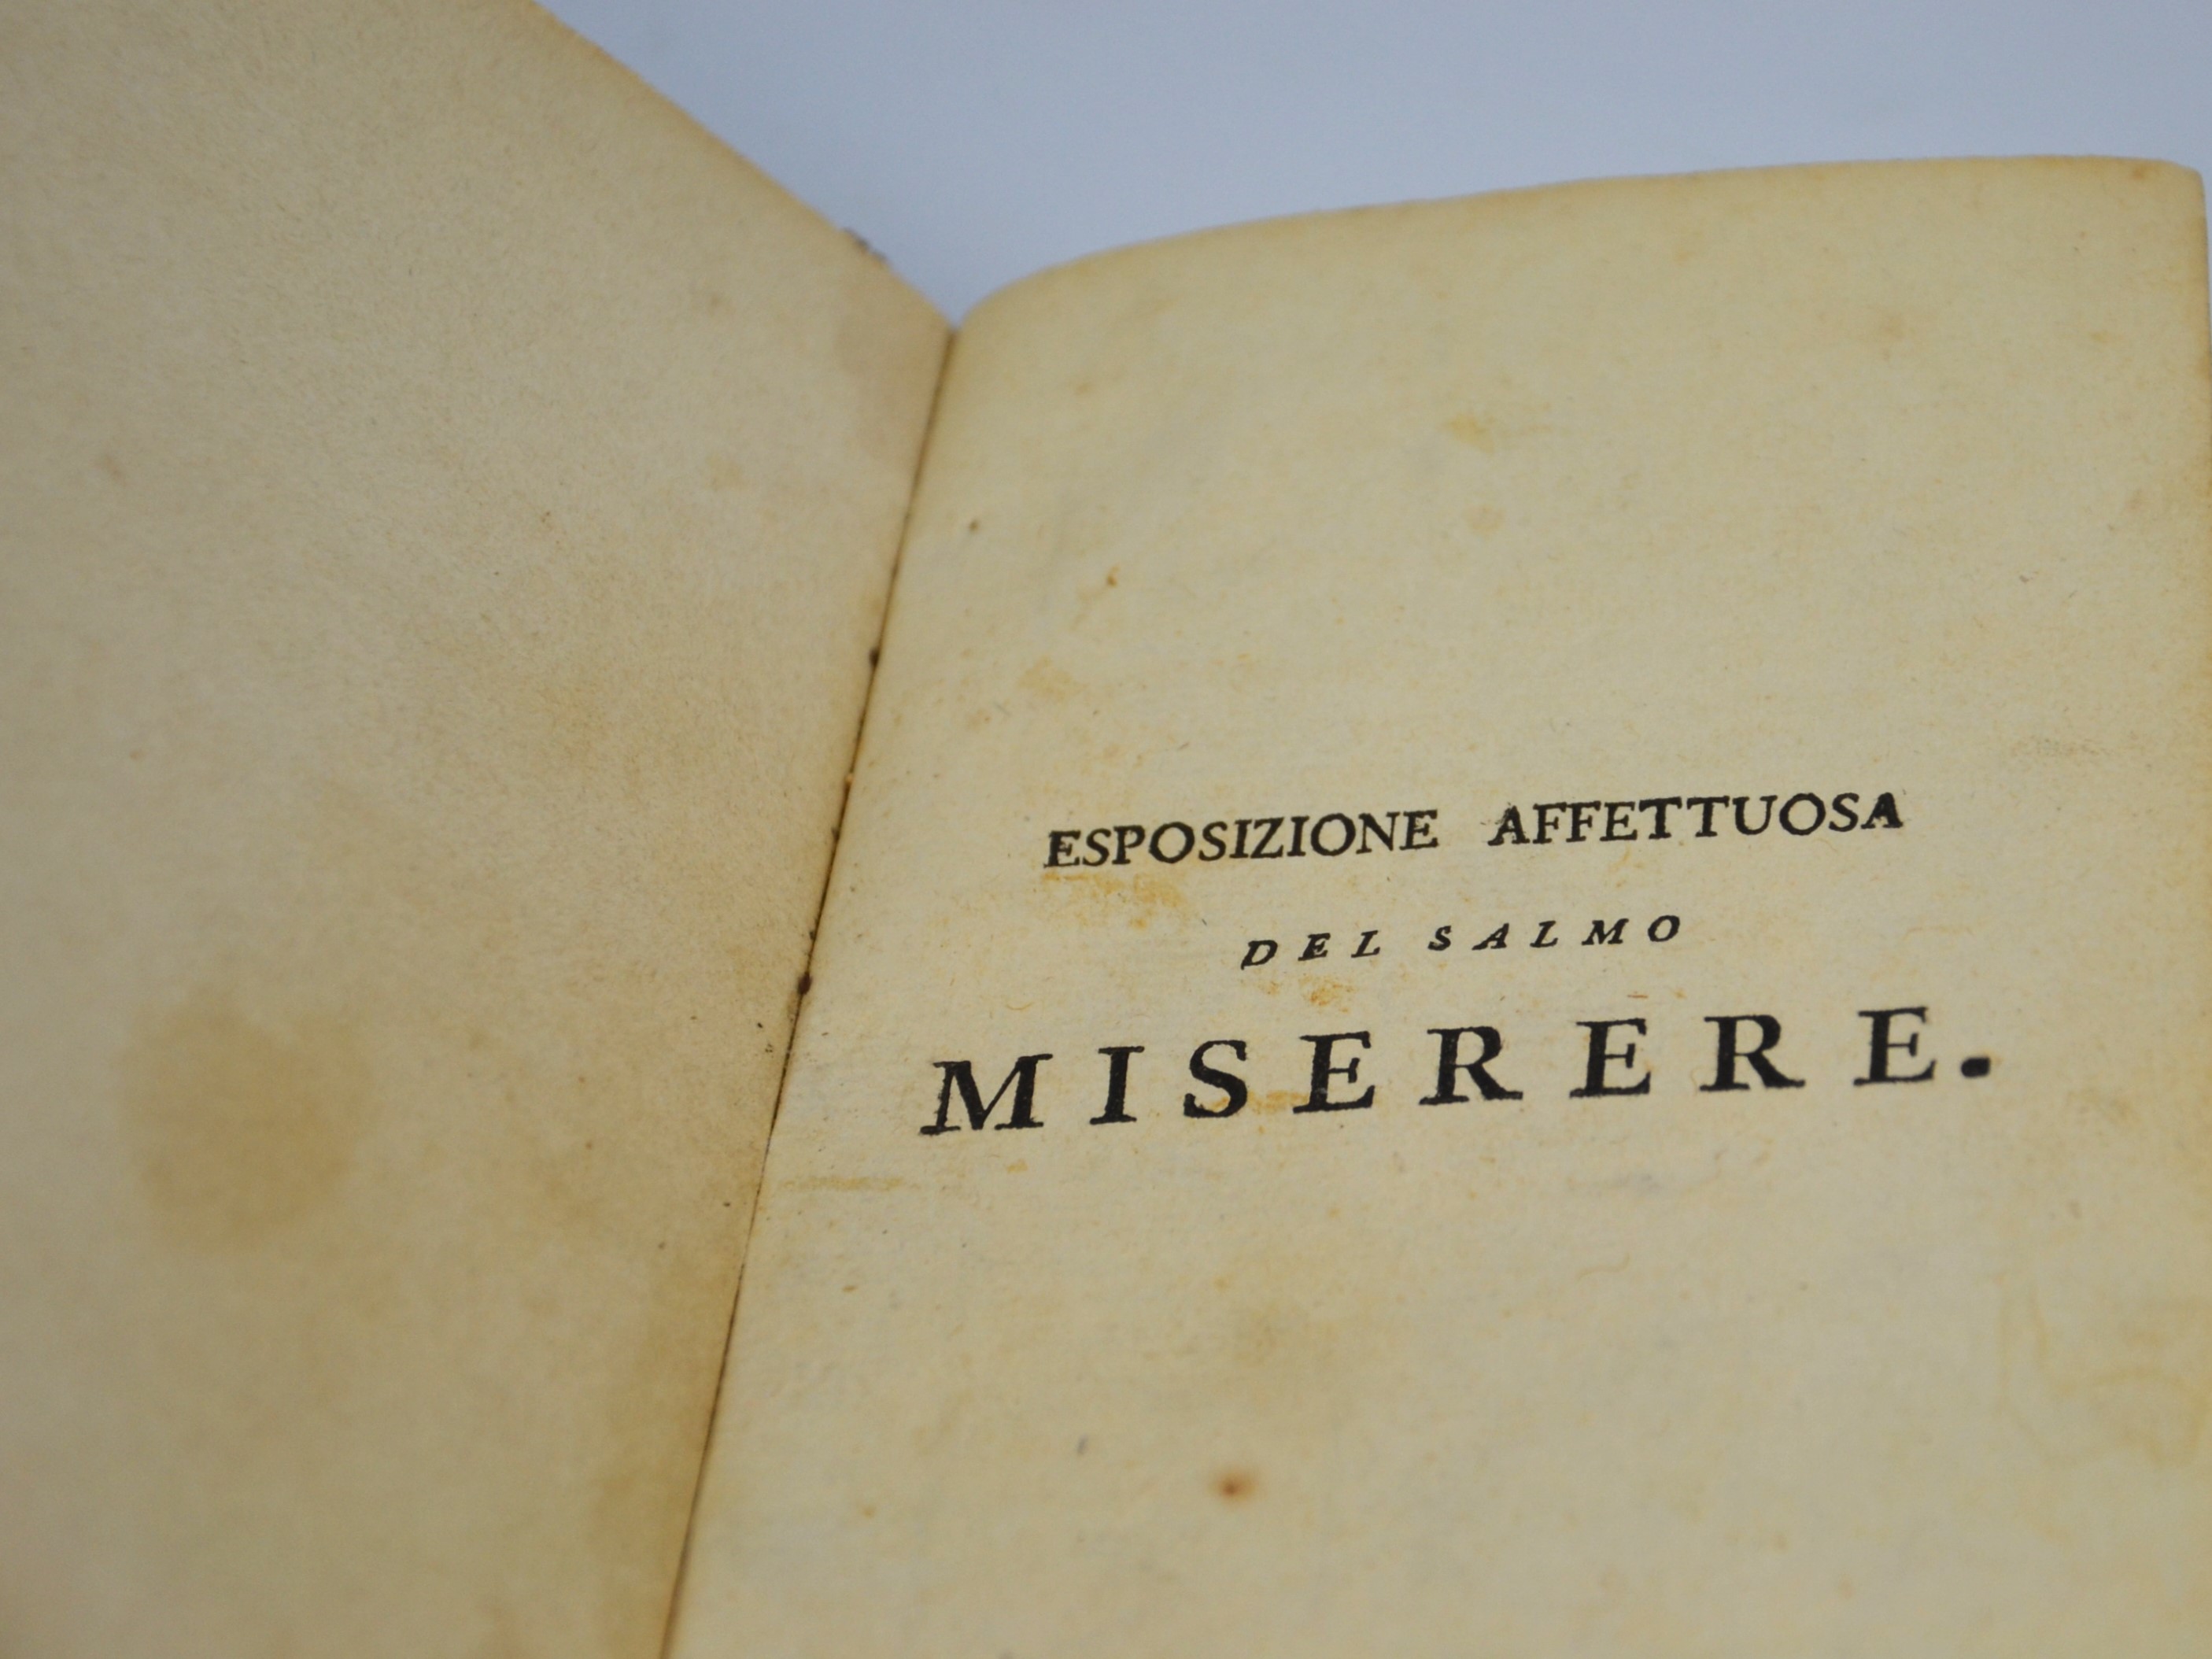 ESPOSIZIONE AFFETTUOSA
DEL SALMO
MISERERE.